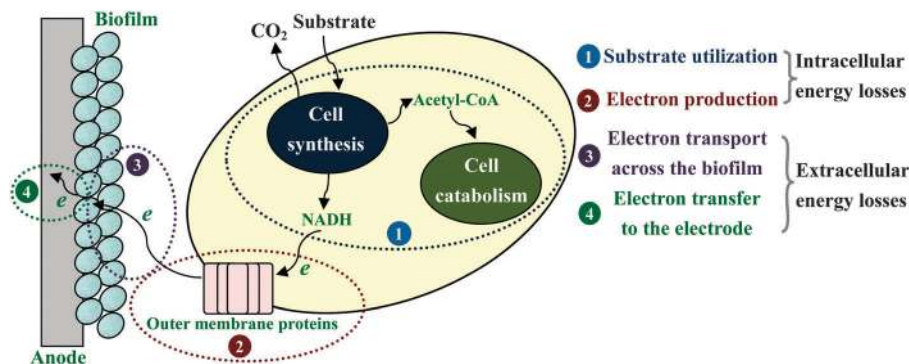 Biofilm
CO2
Substrate
Cell
synthesis
Acetyl-CoA
Cell
catabolism
NADH
1
e
3
4
e
e
Outer membrane proteins
2
Anode
1 Substrate utilization
2 Electron production
Intracellular
energy losses
3 Electron transport
across the biofilm
4 Electron transfer
to the electrode
Extracellular
energy losses